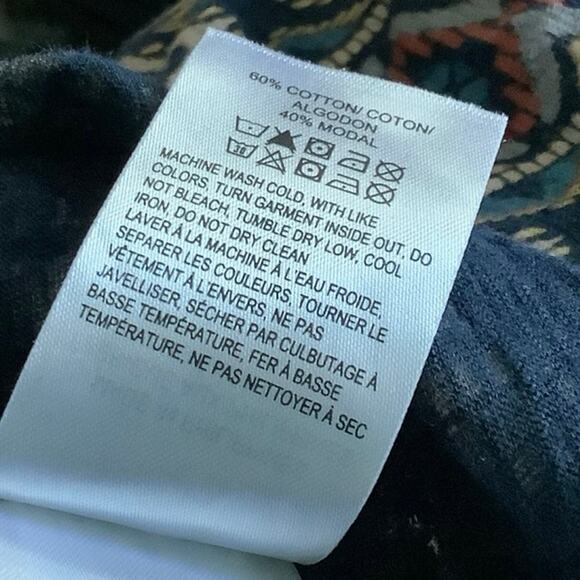 60% COTTON/ COTON/
ALGODON
40% MODAL
30
MACHINE WASH COLD, WITH LIKE
COLORS, TURN GARMENT INSIDE OUT, DO
NOT BLEACH, TUMBLE DRY LOW, COOL
IRON, DO NOT DRY CLEAN
LAVER À LA MACHINE À L'EAU FROIDE,
SEPARER LES COULEURS, TOURNER LE
VÊTEMENT À L'ENVERS, NE PAS
JAVELLISER, SÉCHER PAR CULBUTAGE À
BASSE TEMPÉRATURE, FER À BASSE
TEMPÉRATURE, NE PAS NETTOYER À SEC